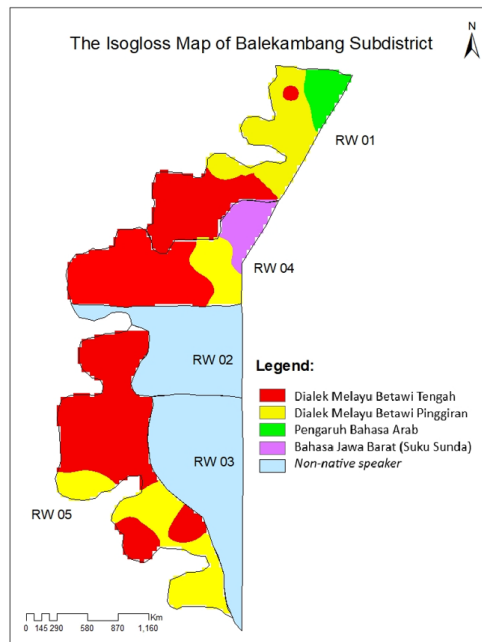 The Isogloss Map of Balekambang Subdistrict
N
RW 01
RW 04
RW 02
Legend:
Dialek Melayu Betawi Tengah
Dialek Melayu Betawi Pinggiran
Pengaruh Bahasa Arab
Bahasa Jawa Barat (Suku Sunda)
Non-native speaker
RW 03
RW 05
Km
0 145 290 580 870 1,160